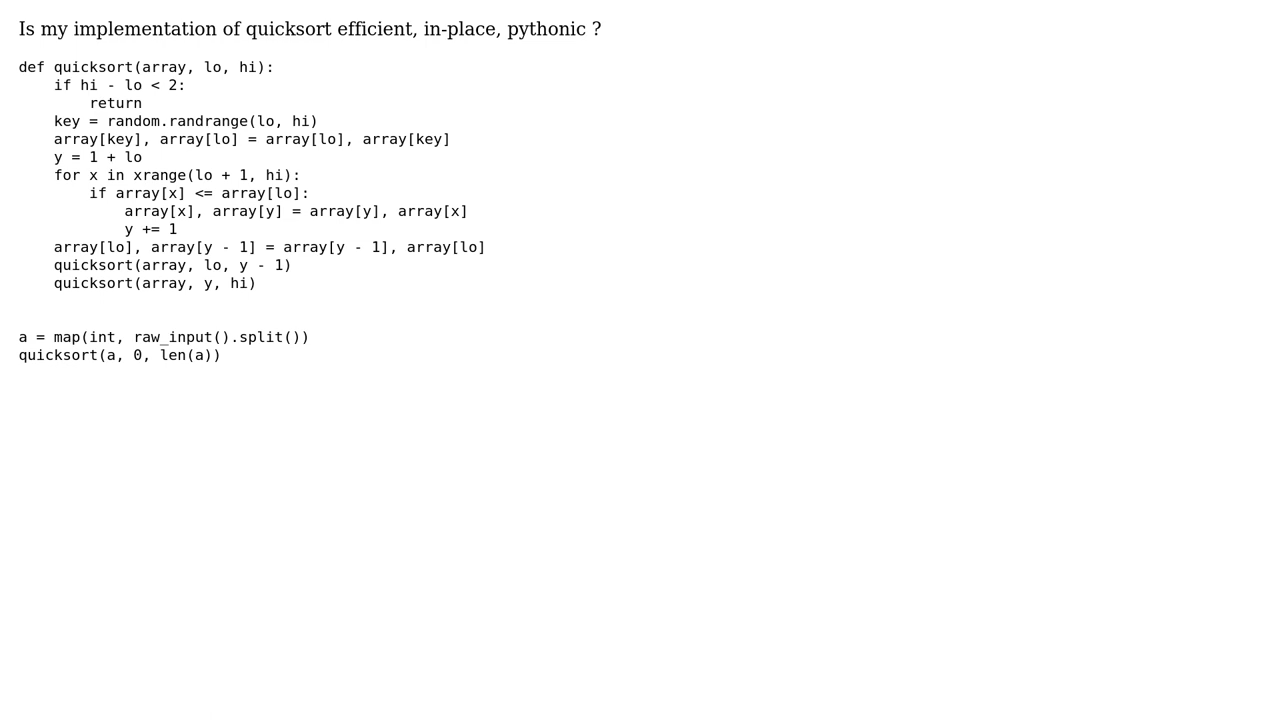 Is my implementation of quicksort efficient, in-place, pythonic ?
def quicksort(array, lo, hi):
    if hi - lo < 2:
        return
    key = random.randrange(lo, hi)
    array[key], array[lo] = array[lo], array[key]
    y = 1 + lo
    for x in xrange(lo + 1, hi):
        if array[x] <= array[lo]:
            array[x], array[y] = array[y], array[x]
            y += 1
    array[lo], array[y - 1] = array[y - 1], array[lo]
    quicksort(array, lo, y - 1)
    quicksort(array, y, hi)
a = map(int, raw_input().split())
quicksort(a, 0, len(a))